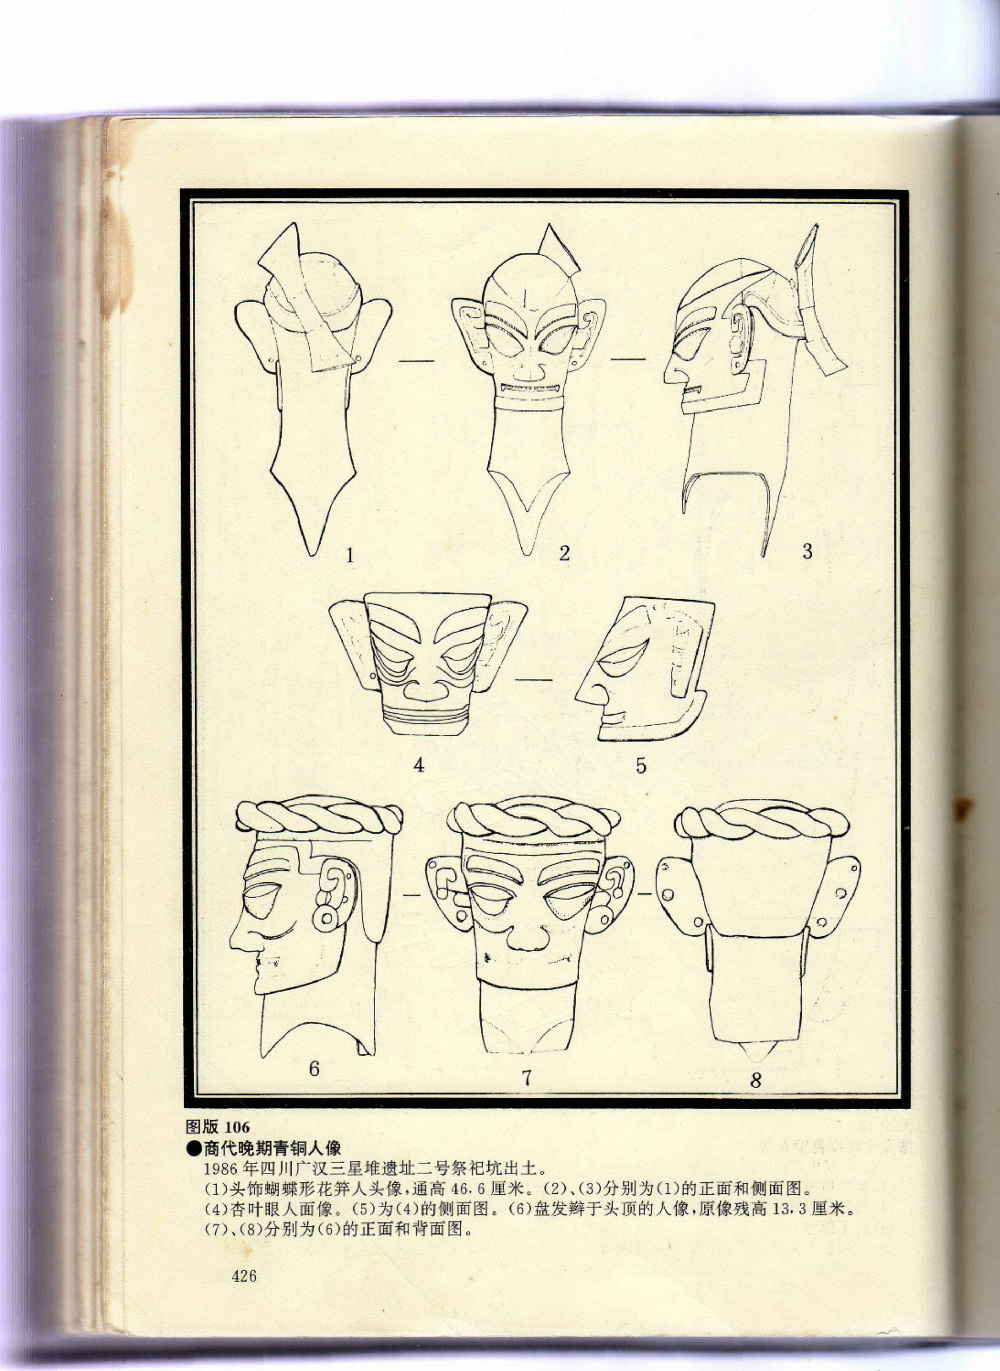 1
2
3
4
5
6
7
8
图版 106
●商代晚期青铜人像
1986 年四川广汉三星堆遗址二号祭祀坑出土。
(1)头饰蝴蝶形花笄人头像,通高 46.6 厘米。(2)、(3)分别为(1)的正面和侧面图。
(4)杏叶眼人面像。(5)为(4)的侧面图。(6)盘发辫于头顶的人像,原像残高 13.3 厘米。
(7)、(8)分别为(6)的正面和背面图。
426